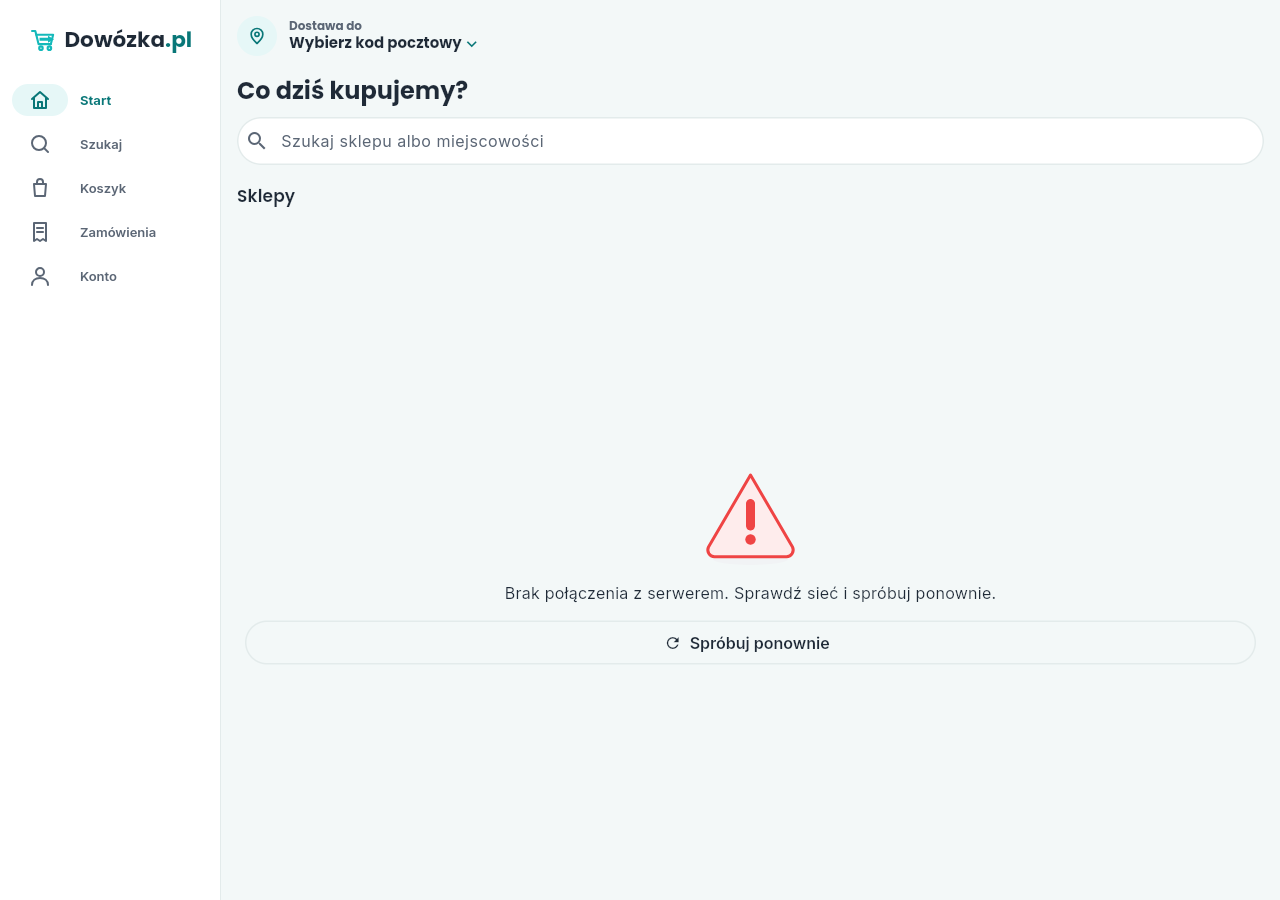 Dowózka.pl
Start
Szukaj
Koszyk
Zamówienia
Konto
Dostawa do
Wybierz kod pocztowy
Co dziś kupujemy?
Szukaj sklepu albo miejscowości
Sklepy
Brak połączenia z serwerem. Sprawdź sieć i spróbuj ponownie.
Spróbuj ponownie